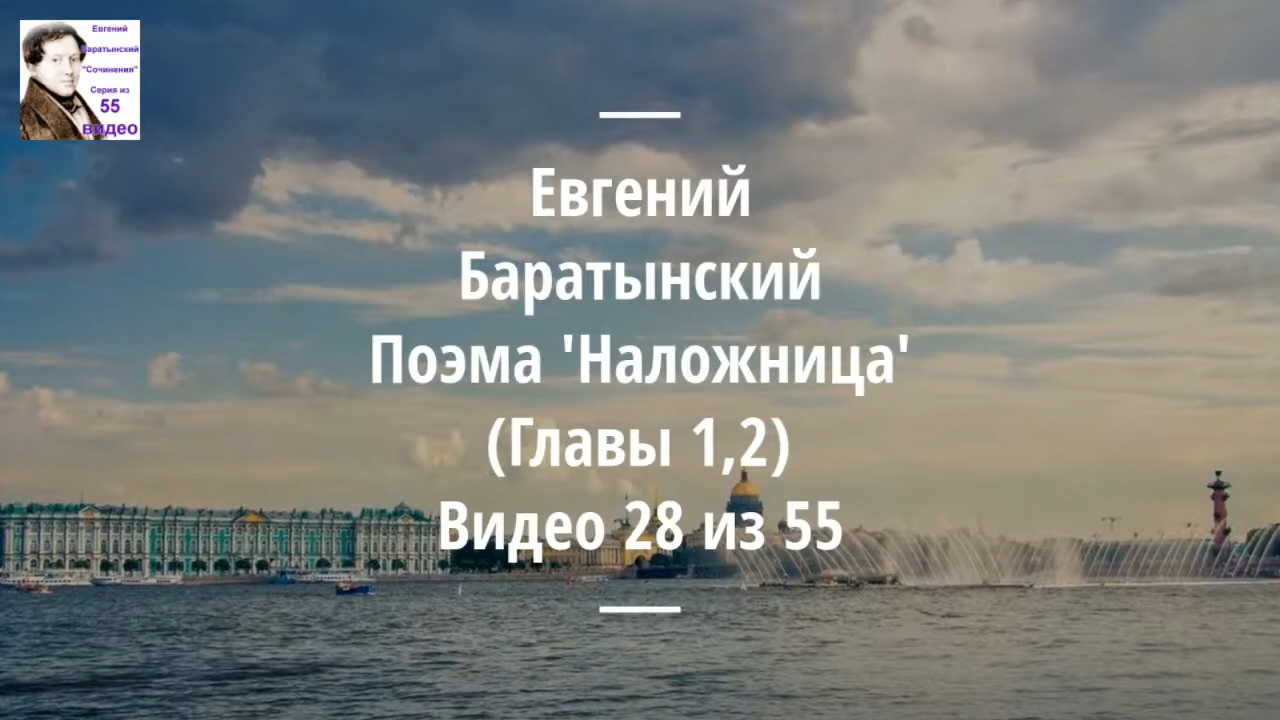 Евгений
Баратынский
"Сочинения"
Серия из
55
видео
Евгений
Баратынский
Поэма 'Наложница'
(Главы 1,2)
Видео 28 из 55